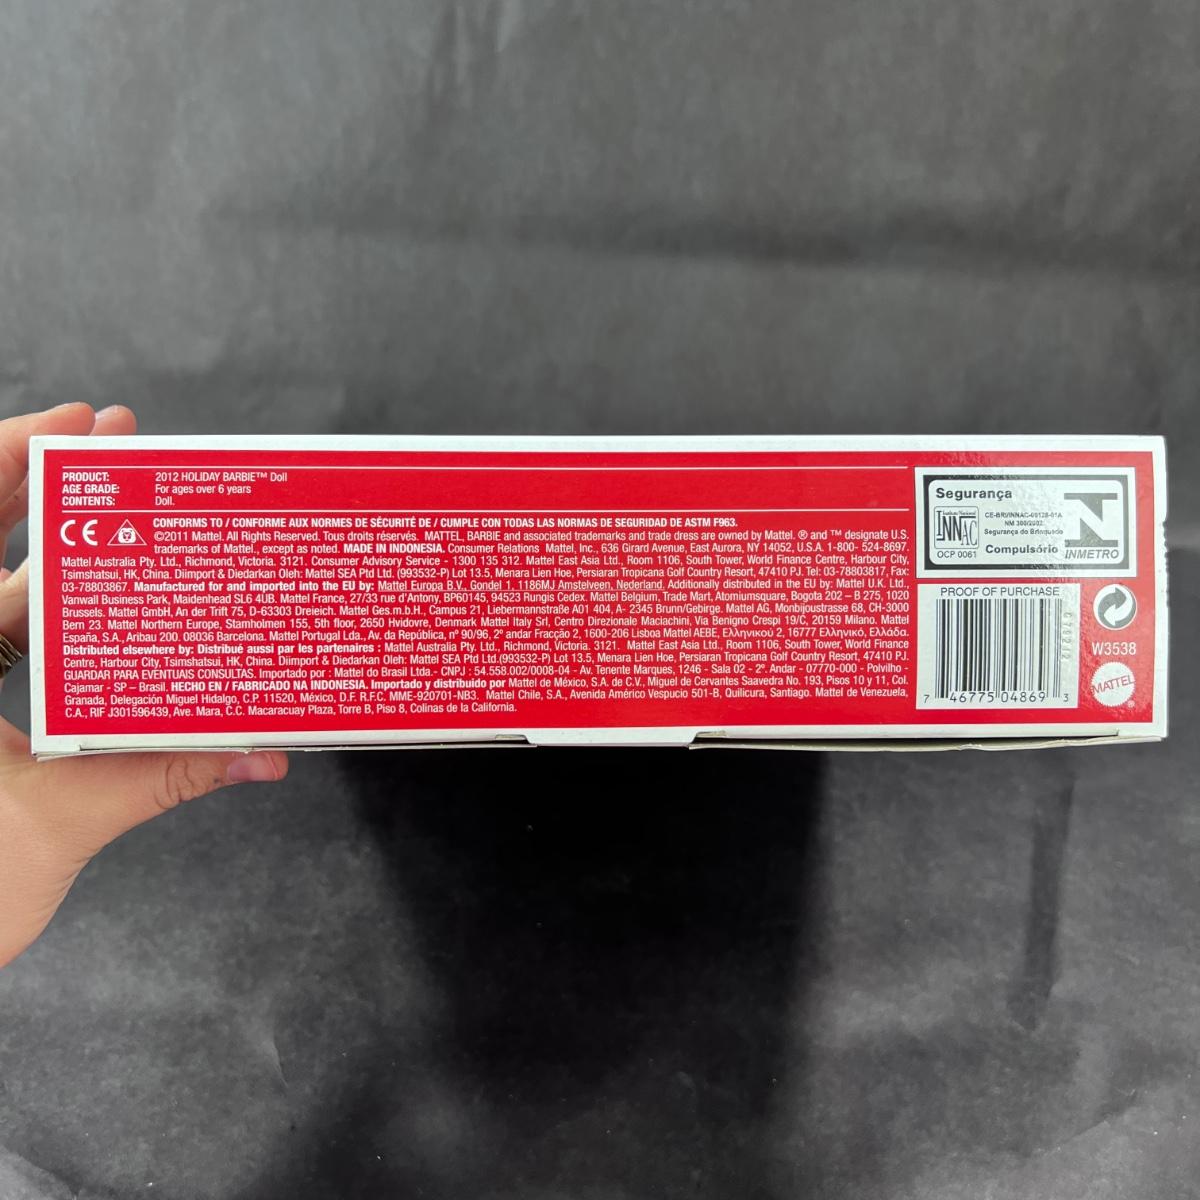 PRODUCT: 2012 HOLIDAY BARBIE™ Doll
AGE GRADE: For ages over 6 years
CONTENTS: Doll.
CE
CONFORMS TO / CONFORME AUX NORMES DE SÉCURITÉ DE / CUMPLE CON TODAS LAS NORMAS DE SEGURIDAD DE ASTM F963.
©2011 Mattel. All Rights Reserved. Tous droits réservés. MATTEL, BARBIE and associated trademarks and trade dress are owned by Mattel. ® and ™ designate U.S.
trademarks of Mattel., except as noted. MADE IN INDONESIA. Consumer Relations Mattel, Inc., 636 Girard Avenue, East Aurora, NY 14052, U.S.A. 1-800- 524-8697.
Mattel Australia Pty. Ltd., Richmond, Victoria. 3121. Consumer Advisory Service - 1300 135 312. Mattel East Asia Ltd., Room 1106, South Tower, World Finance Centre, Harbour City,
Tsimshatsui, HK, China. Diimport & Diedarkan Oleh: Mattel SEA Ptd Ltd. (993532-P) Lot 13.5, Menara Lien Hoe, Persiaran Tropicana Golf Country Resort, 47410 PJ. Tel: 03-78803817, Fax:
03-78803867. Manufactured for and imported into the EU by: Mattel Europa B.V., Gondel 1, 1186MJ Amstelveen, Nederland. Additionally distributed in the EU by: Mattel U.K. Ltd.,
Vanwall Business Park, Maidenhead SL6 4UB. Mattel France, 27/33 rue d'Antony, BP60145, 94523 Rungis Cedex. Mattel Belgium, Trade Mart, Atomiumsquare, Bogota 202 – B 275, 1020
Brussels. Mattel GmbH, An der Trift 75, D-63303 Dreieich. Mattel Ges.m.b.H., Campus 21, Liebermannstraße A01 404, A- 2345 Brunn/Gebirge. Mattel AG, Monbijoustrasse 68, CH-3000
Bern 23. Mattel Northern Europe, Stamholmen 155, 5th floor, 2650 Hvidovre, Denmark Mattel Italy Srl, Centro Direzionale Maciachini, Via Benigno Crespi 19/C, 20159 Milano. Mattel
España, S.A., Aribau 200. 08036 Barcelona. Mattel Portugal Lda., Av. da República, nº 90/96, 2º andar Fracção 2, 1600-206 Lisboa Mattel AEBE, Ελληνικού 2, 16777 Ελληνικό, Ελλάδα.
Distributed elsewhere by: Distribué aussi par les partenaires : Mattel Australia Pty. Ltd., Richmond, Victoria. 3121. Mattel East Asia Ltd., Room 1106, South Tower, World Finance
Centre, Harbour City, Tsimshatsui, HK, China. Diimport & Diedarkan Oleh: Mattel SEA Ptd Ltd.(993532-P) Lot 13.5, Menara Lien Hoe, Persiaran Tropicana Golf Country Resort, 47410 PJ.
GUARDAR PARA EVENTUAIS CONSULTAS. Importado por : Mattel do Brasil Ltda.- CNPJ : 54.558.002/0008-04 - Av. Tenente Marques, 1246 - Sala 02 - 2º. Andar - 07770-000 - Polvilho -
Cajamar - SP – Brasil. HECHO EN / FABRICADO NA INDONESIA. Importado y distribuido por Mattel de México, S.A. de C.V., Miguel de Cervantes Saavedra No. 193, Pisos 10 y 11, Col.
Granada, Delegación Miguel Hidalgo, C.P. 11520, México, D.F. R.F.C. MME-920701-NB3. Mattel Chile, S.A., Avenida Américo Vespucio 501-B, Quilicura, Santiago. Mattel de Venezuela,
C.A., RIF J301596439, Ave. Mara, C.C. Macaracuay Plaza, Torre B, Piso 8, Colinas de la California.
Segurança
INNAC
OCP 0061
NM 300/2002
Segurança do Brinquedo
Compulsório
INMETRO
PROOF OF PURCHASE
7 46775 04869 3
W3538
MATTEL